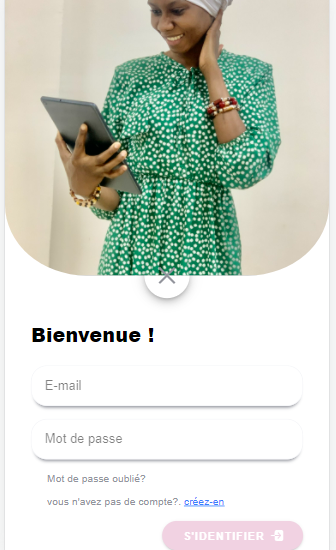 Bienvenue !
E-mail
Mot de passe
Mot de passe oublié?
vous n'avez pas de compte?. créez-en
S'IDENTIFIER